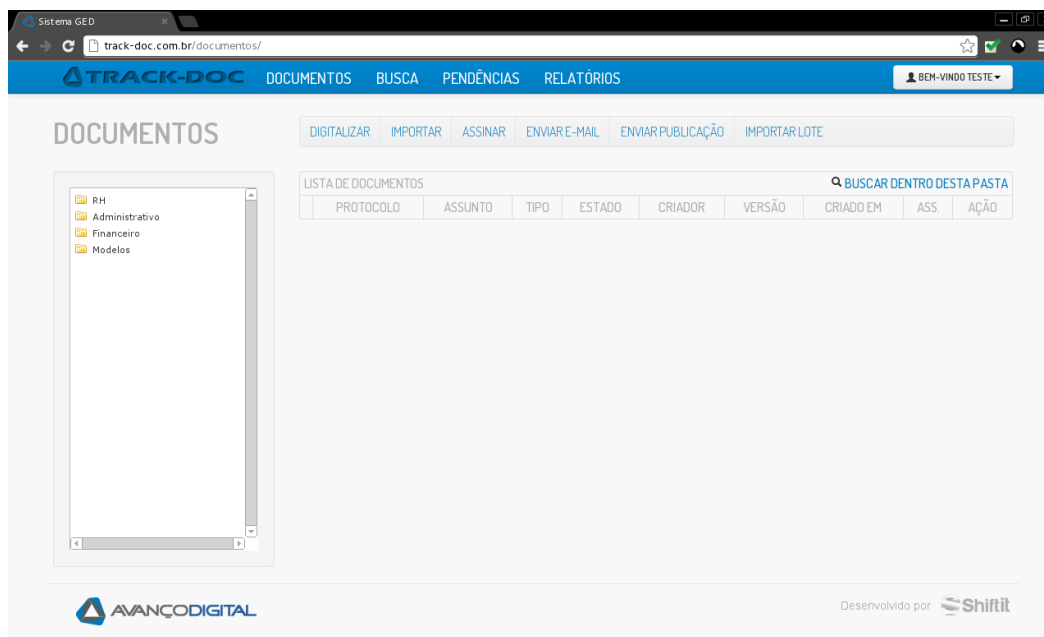 Sistema GED
track-doc.com.br/documentos/
TRACK-DOC DOCUMENTOS BUSCA PENDÊNCIAS RELATÓRIOS BEM-VINDO TESTE
DOCUMENTOS
DIGITALIZAR IMPORTAR ASSINAR ENVIAR E-MAIL ENVIAR PUBLICAÇÃO IMPORTAR LOTE
LISTA DE DOCUMENTOS BUSCAR DENTRO DESTA PASTA
PROTOCOLO ASSUNTO TIPO ESTADO CRIADOR VERSÃO CRIADO EM ASS. AÇÃO
RH
Administrativo
Financeiro
Modelos
AVANÇODIGITAL
Desenvolvido por Shiftit